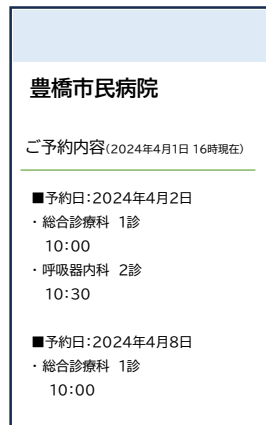 豊橋市民病院
ご予約内容(2024年4月1日 16時現在)
■予約日:2024年4月2日
・総合診療科 1診
10:00
・呼吸器内科 2診
10:30
■予約日:2024年4月8日
・総合診療科 1診
10:00